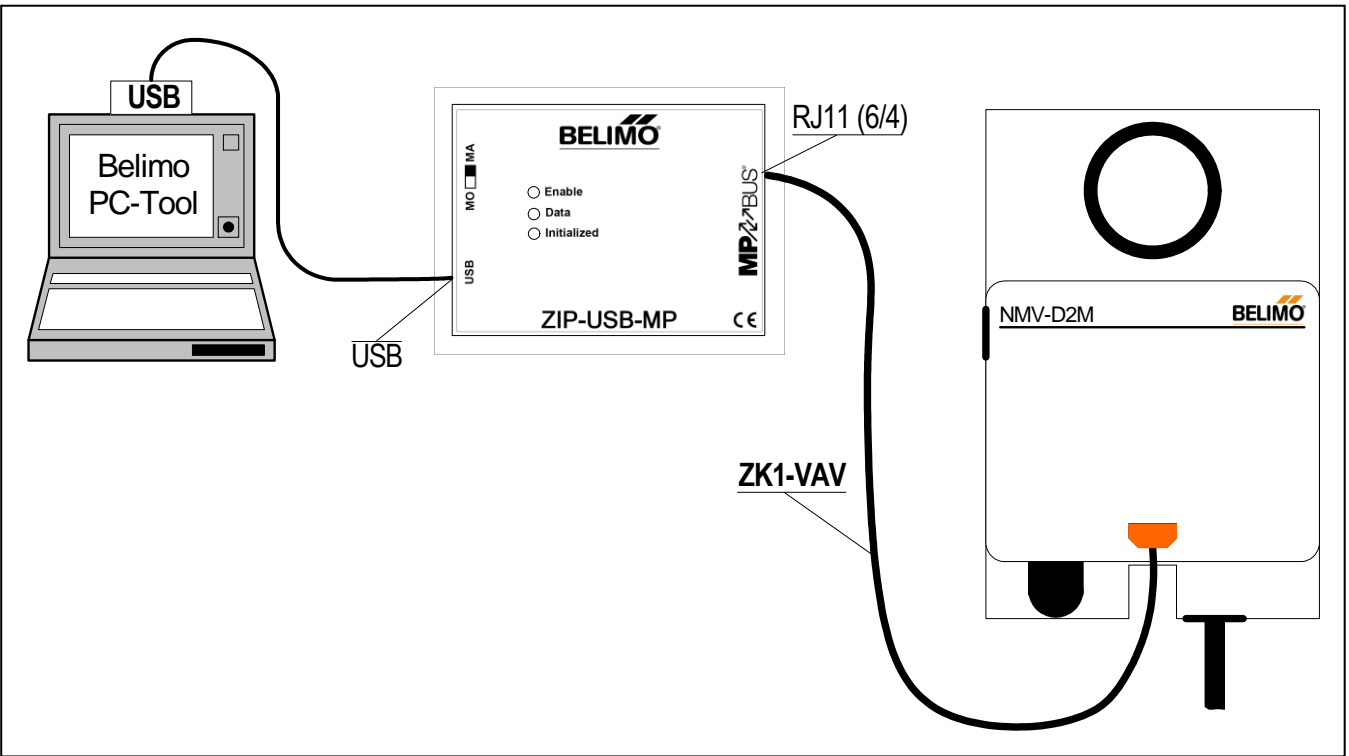 USB
Belimo
PC-Tool
USB
BELIMO®
MO MA
Enable
Data
Initialized
USB
MP BUS®
ZIP-USB-MP
CE
RJ11 (6/4)
ZK1-VAV
NMV-D2M
BELIMO®